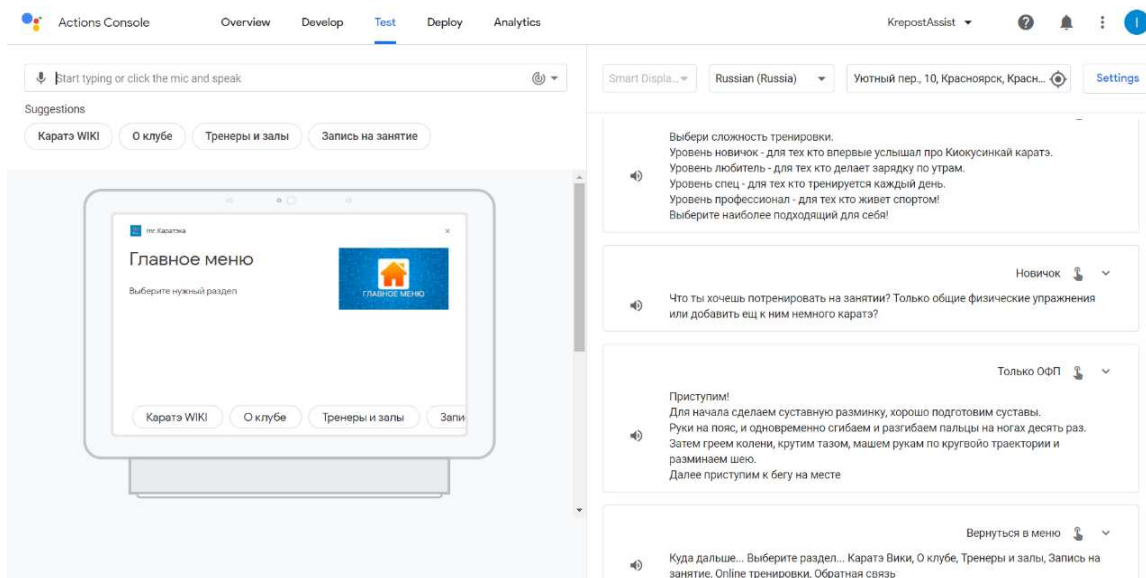 Actions Console
Overview
Develop
Test
Deploy
Analytics
KrepostAssist
I
Start typing or click the mic and speak
Suggestions
Каратэ WIKI
О клубе
Тренеры и залы
Запись на занятие
mr. Каратэка
Главное меню
Выберите нужный раздел
ГЛАВНОЕ МЕНЮ
Каратэ WIKI
О клубе
Тренеры и залы
Запи
Smart Displa...
Russian (Russia)
Уютный пер., 10, Красноярск, Красн...
Settings
Выбери сложность тренировки.
Уровень новичок - для тех кто впервые услышал про Киокусинкай каратэ.
Уровень любитель - для тех кто делает зарядку по утрам.
Уровень спец - для тех кто тренируется каждый день.
Уровень профессионал - для тех кто живет спортом!
Выберите наиболее подходящий для себя!
Новичок
Что ты хочешь потренировать на занятии? Только общие физические упражнения
или добавить ещ к ним немного каратэ?
Только ОФП
Приступим!
Для начала сделаем суставную разминку, хорошо подготовим суставы.
Руки на пояс, и одновременно сгибаем и разгибаем пальцы на ногах десять раз.
Затем греем колени, крутим тазом, машем рукам по кругвойо траектории и
разминаем шею.
Далее приступим к бегу на месте
Вернуться в меню
Куда дальше... Выберите раздел... Каратэ Вики, О клубе, Тренеры и залы, Запись на
занятие, Online тренировки, Обратная связь